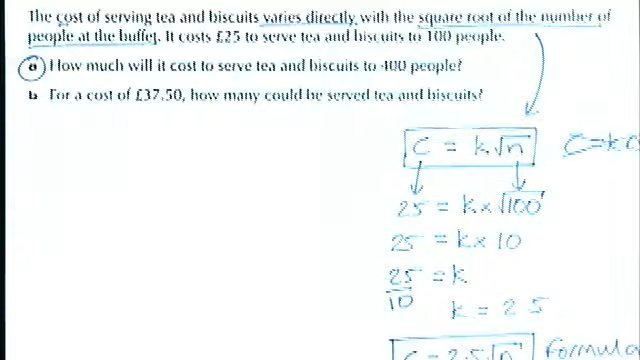 The cost of serving tea and biscuits varies directly with the square root of the number of
people at the buffet. It costs £25 to serve tea and biscuits to 100 people.
a How much will it cost to serve tea and biscuits to 400 people?
b For a cost of £37.50, how many could be served tea and biscuits?
C = k√n
C = k
25 = k × √100
25 = k × 10
25/10 = k
k = 2.5
C = 2.5√n Formula